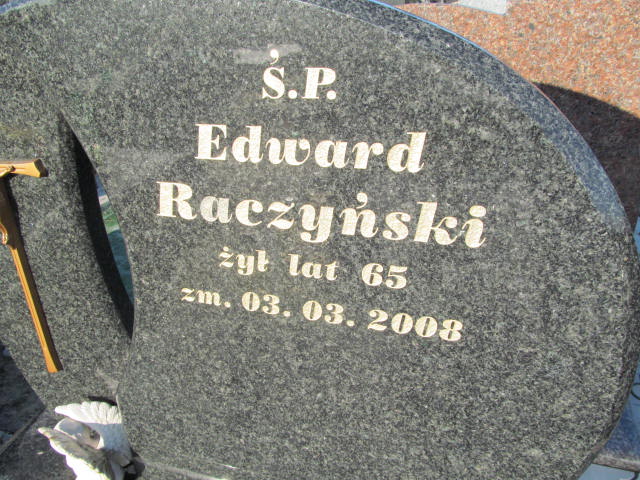 Ś.P.
Edward
Raczyński
żył lat 65
zm. 03. 03. 2008